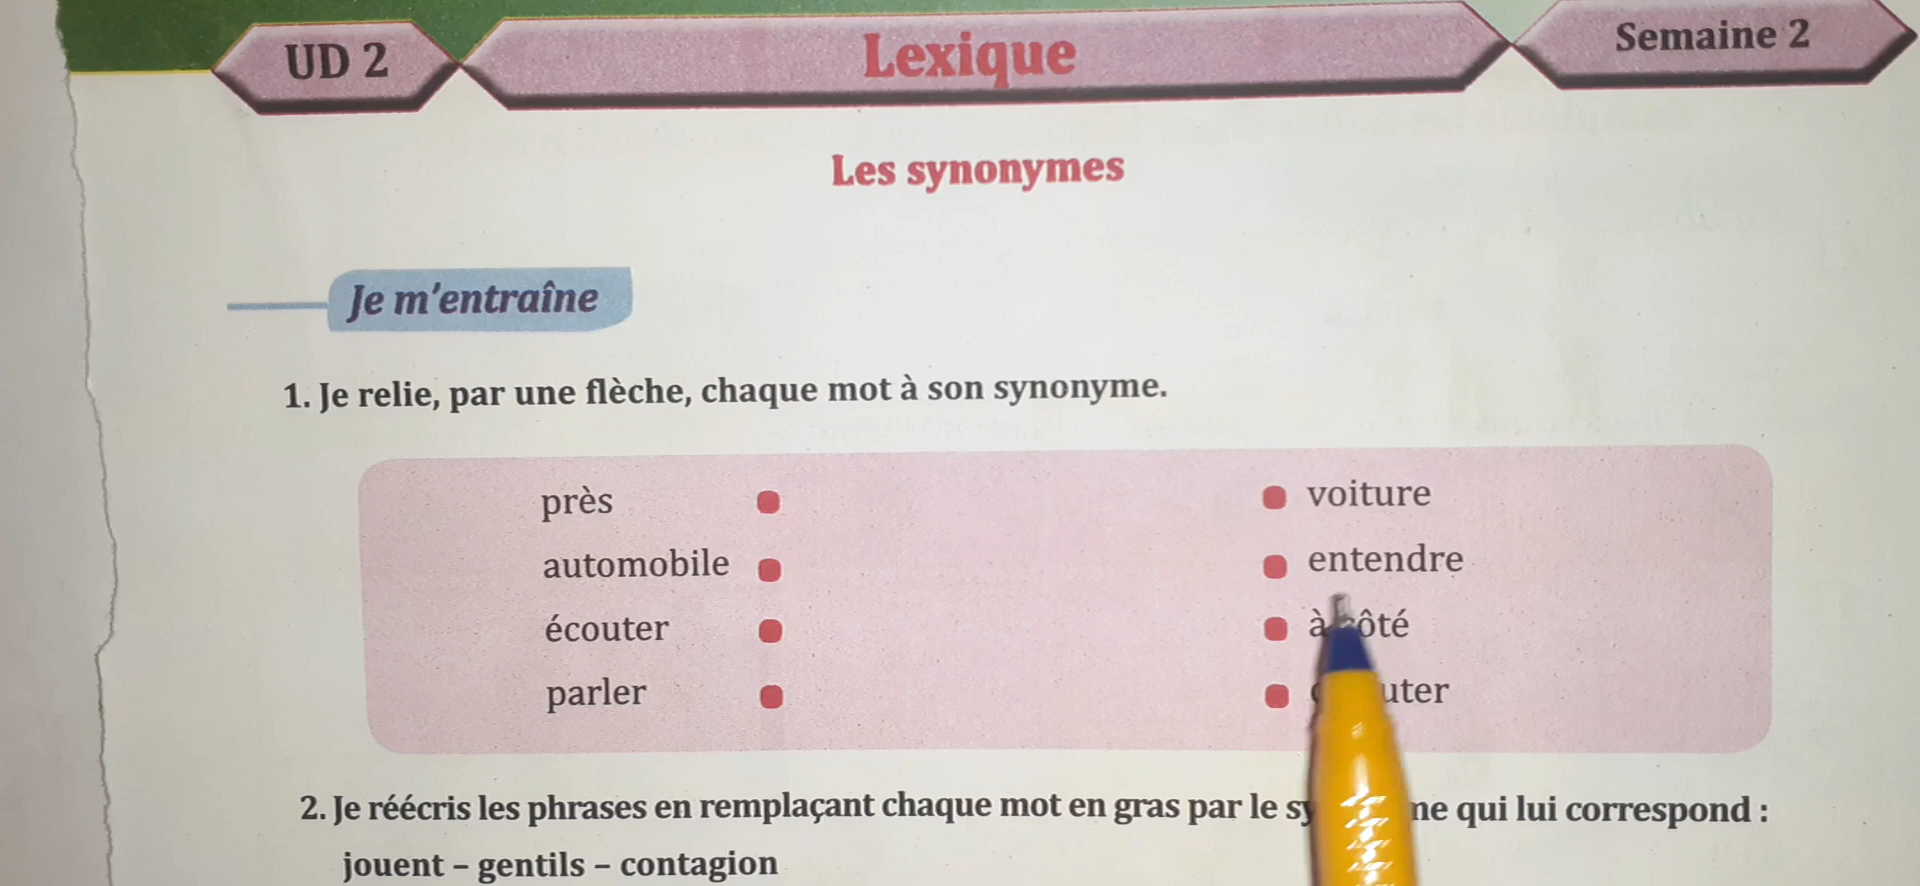 UD 2
Lexique
Semaine 2
Les synonymes
Je m'entraîne
1. Je relie, par une flèche, chaque mot à son synonyme.
près
voiture
automobile
entendre
écouter
à côté
parler
2. Je réécris les phrases en remplaçant chaque mot en gras par le qui lui correspond :
jouent – gentils – contagion